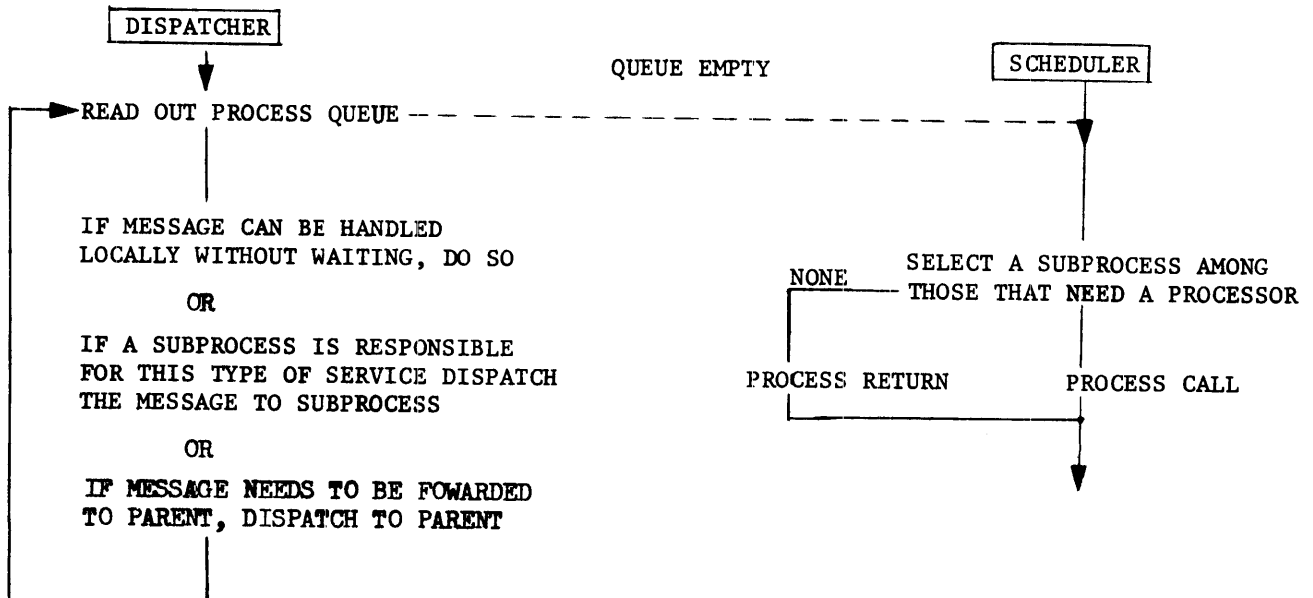 DISPATCHER
QUEUE EMPTY
SCHEDULER
READ OUT PROCESS QUEUE
IF MESSAGE CAN BE HANDLED
LOCALLY WITHOUT WAITING, DO SO
OR
IF A SUBPROCESS IS RESPONSIBLE
FOR THIS TYPE OF SERVICE DISPATCH
THE MESSAGE TO SUBPROCESS
OR
IF MESSAGE NEEDS TO BE FOWARDED
TO PARENT, DISPATCH TO PARENT
SELECT A SUBPROCESS AMONG
THOSE THAT NEED A PROCESSOR
NONE
PROCESS RETURN
PROCESS CALL